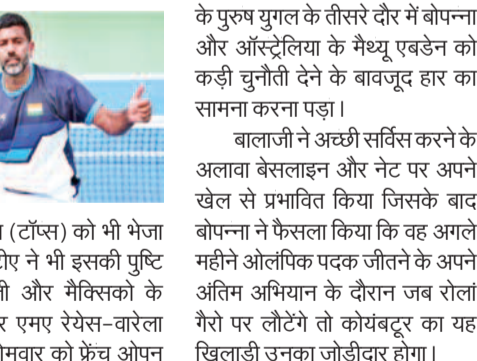 (टॉप्स) को भी भेजा
ने भी इसकी पुष्टि
और मैक्सिको के
एमए रेयेस-वारेला
को फ्रेंच ओपन
के पुरुष युगल के तीसरे दौर में बोपन्ना
और ऑस्ट्रेलिया के मैथ्यू एबडेन को
कड़ी चुनौती देने के बावजूद हार का
सामना करना पड़ा।
बालाजी ने अच्छी सर्विस करने के
अलावा बेसलाइन और नेट पर अपने
खेल से प्रभावित किया जिसके बाद
बोपन्ना ने फैसला किया कि वह अगले
महीने ओलंपिक पदक जीतने के अपने
अंतिम अभियान के दौरान जब रोलां
गैरो पर लौटेंगे तो कोयंबटूर का यह
खिलाड़ी उनका जोड़ीदार होगा।